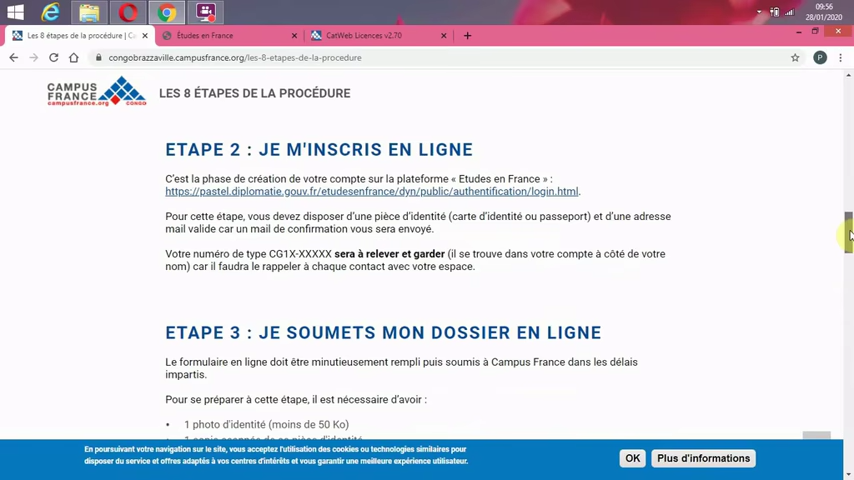 09:56
28/01/2020
Les 8 étapes de la procédure | Ca
Études en France
CatWeb Licences v2.70
congobrazzaville.campusfrance.org/les-8-etapes-de-la-procedure
P
CAMPUS
FRANCE
campusfrance.org
CONGO
LES 8 ÉTAPES DE LA PROCÉDURE
ETAPE 2 : JE M'INSCRIS EN LIGNE
C'est la phase de création de votre compte sur la plateforme « Etudes en France » :
https://pastel.diplomatie.gouv.fr/etudesenfrance/dyn/public/authentification/login.html.
Pour cette étape, vous devez disposer d'une pièce d'identité (carte d'identité ou passeport) et d'une adresse
mail valide car un mail de confirmation vous sera envoyé.
Votre numéro de type CG1X-XXXXX sera à relever et garder (il se trouve dans votre compte à côté de votre
nom) car il faudra le rappeler à chaque contact avec votre espace.
ETAPE 3 : JE SOUMETS MON DOSSIER EN LIGNE
Le formulaire en ligne doit être minutieusement rempli puis soumis à Campus France dans les délais
impartis.
Pour se préparer à cette étape, il est nécessaire d'avoir :
• 1 photo d'identité (moins de 50 Ko)
• 1 copie scannée de sa pièce d'identité
En poursuivant votre navigation sur le site, vous acceptez l'utilisation des cookies ou technologies similaires pour
disposer du service et offres adaptés à vos centres d'intérêts et vous garantir une meilleure expérience utilisateur.
OK
Plus d'informations